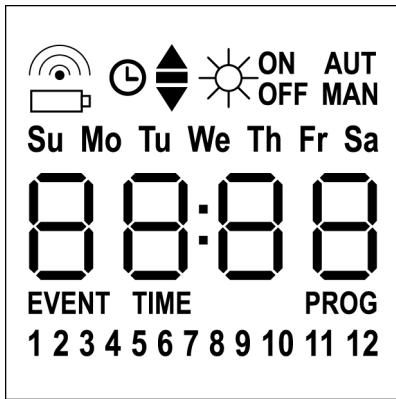 ON AUT
OFF MAN
Su Mo Tu We Th Fr Sa
88:88
EVENT TIME PROG
1 2 3 4 5 6 7 8 9 10 11 12